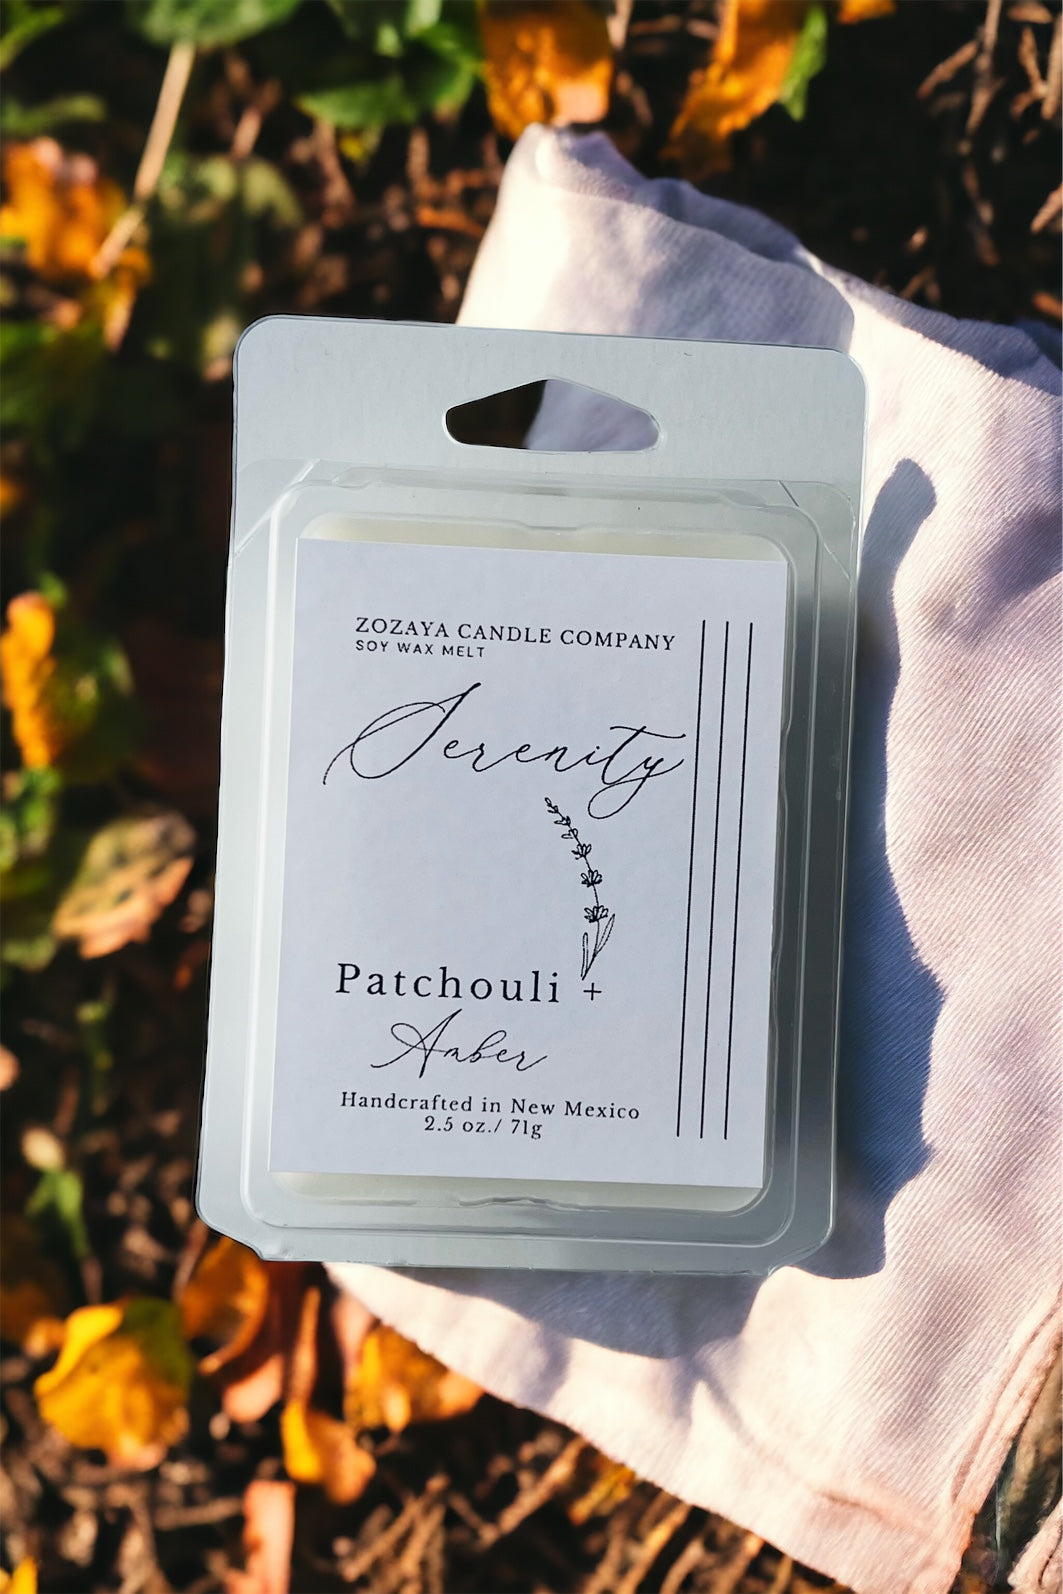 ZOZAYA CANDLE COMPANY
SOY WAX MELT
Serenity
Patchouli +
Amber
Handcrafted in New Mexico
2.5 oz./ 71g